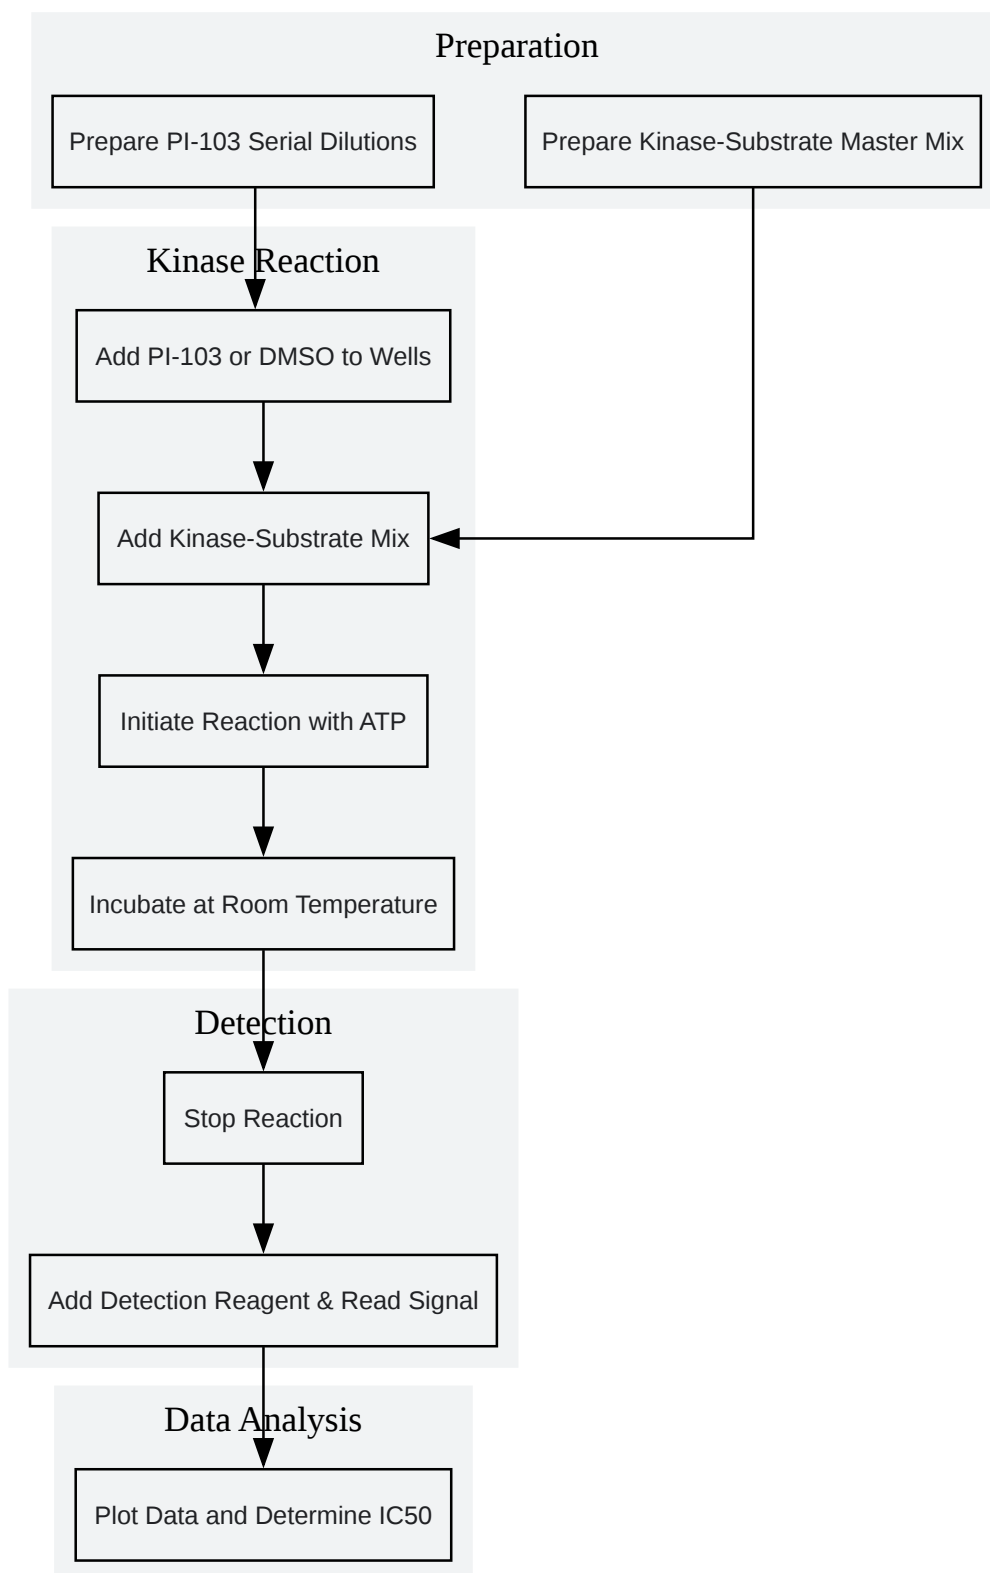 Preparation
Prepare PI-103 Serial Dilutions
Prepare Kinase-Substrate Master Mix
Kinase Reaction
Add PI-103 or DMSO to Wells
Add Kinase-Substrate Mix
Initiate Reaction with ATP
Incubate at Room Temperature
Detection
Stop Reaction
Add Detection Reagent & Read Signal
Data Analysis
Plot Data and Determine IC50